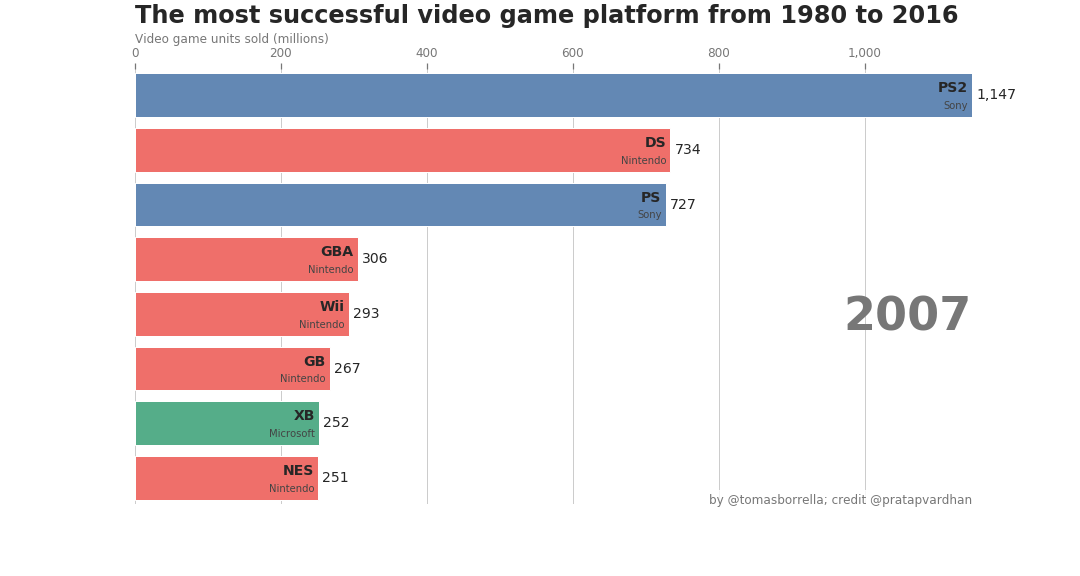 The most successful video game platform from 1980 to 2016
Video game units sold (millions)
0 200 400 600 800 1,000
PS2 1,147
Sony
DS 734
Nintendo
PS 727
Sony
GBA 306
Nintendo
Wii 293
Nintendo
2007
GB 267
Nintendo
XB 252
Microsoft
NES 251
Nintendo
by @tomasborrella; credit @pratapvardhan